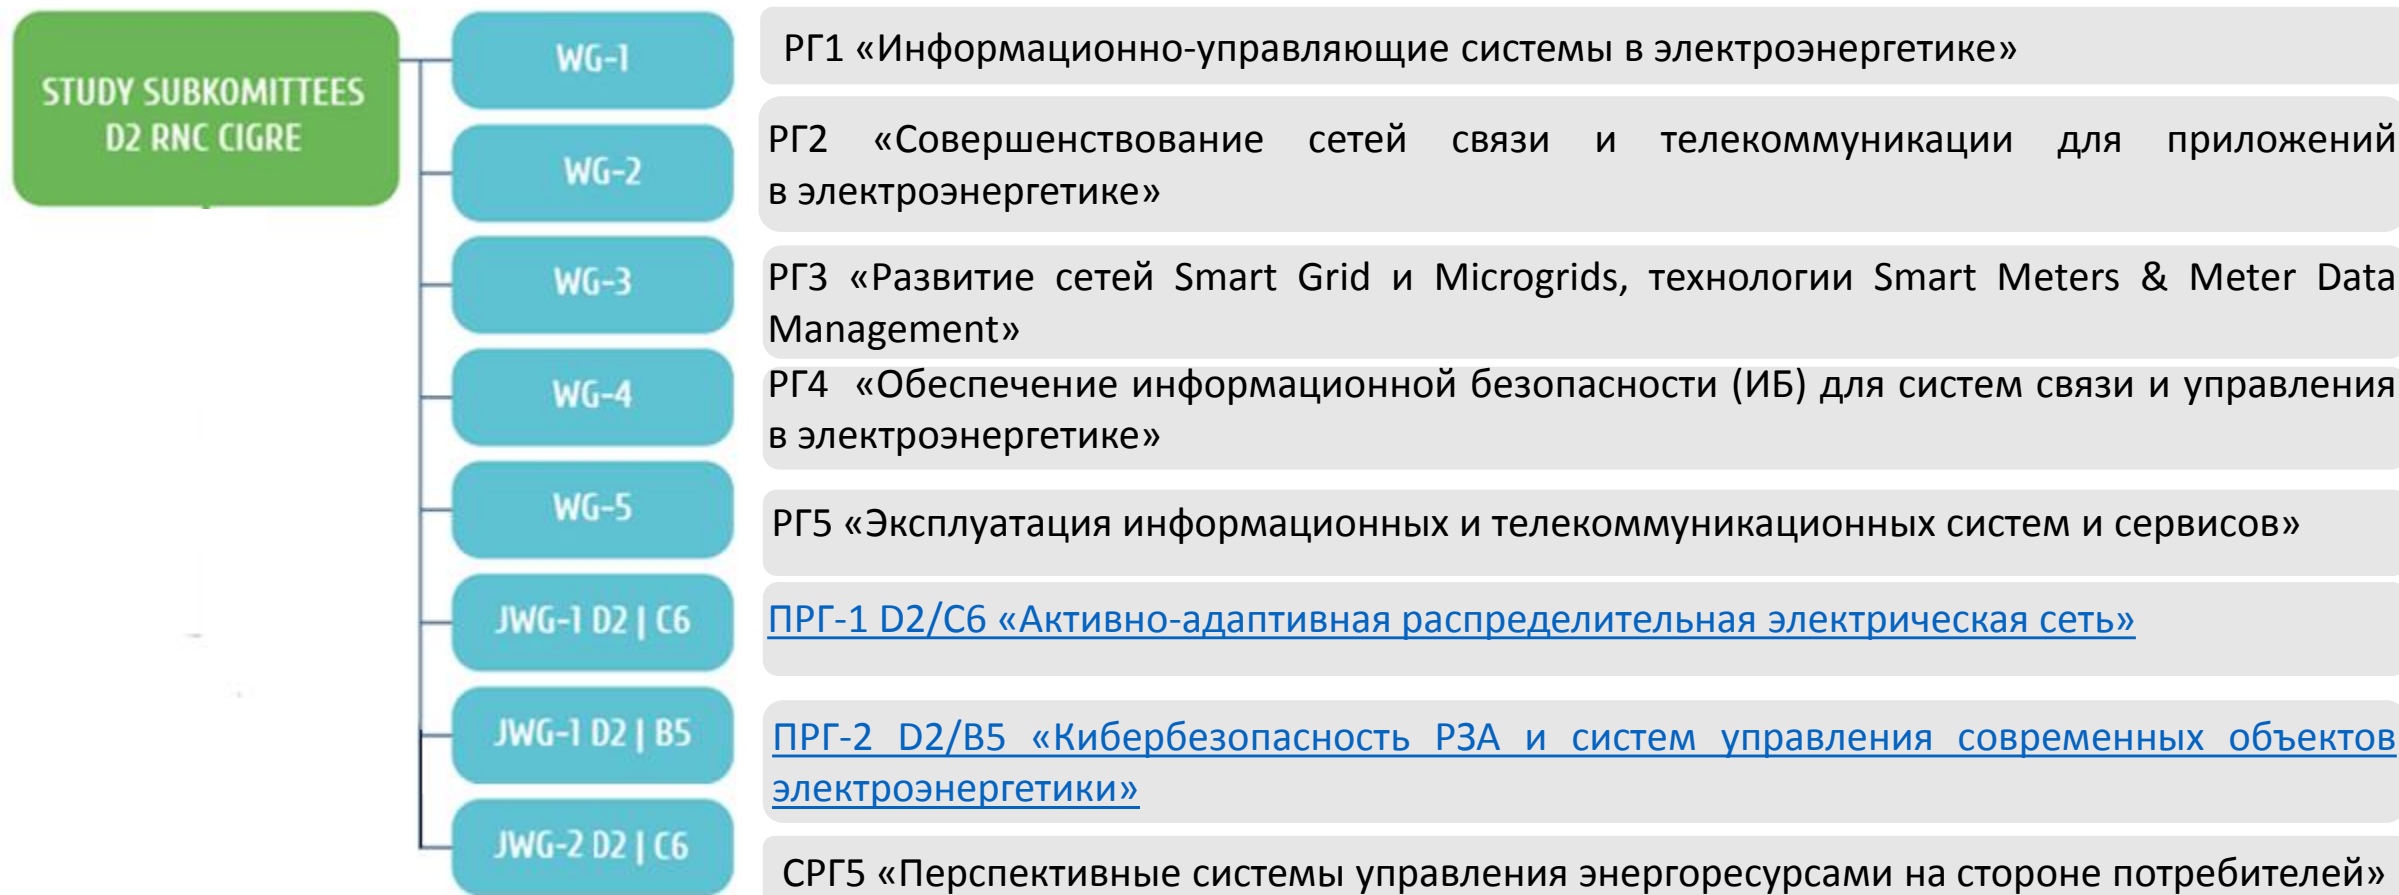 STUDY SUBKOMITTEES
D2 RNC CIGRE
WG-1
РГ1 «Информационно-управляющие системы в электроэнергетике»
WG-2
РГ2 «Совершенствование сетей связи и телекоммуникации для приложений
в электроэнергетике»
WG-3
РГ3 «Развитие сетей Smart Grid и Microgrids, технологии Smart Meters & Meter Data
Management»
WG-4
РГ4 «Обеспечение информационной безопасности (ИБ) для систем связи и управления
в электроэнергетике»
WG-5
РГ5 «Эксплуатация информационных и телекоммуникационных систем и сервисов»
JWG-1 D2 | C6
ПРГ-1 D2/C6 «Активно-адаптивная распределительная электрическая сеть»
JWG-1 D2 | B5
ПРГ-2 D2/B5 «Кибербезопасность РЗА и систем управления современных объектов
электроэнергетики»
JWG-2 D2 | C6
СРГ5 «Перспективные системы управления энергоресурсами на стороне потребителей»